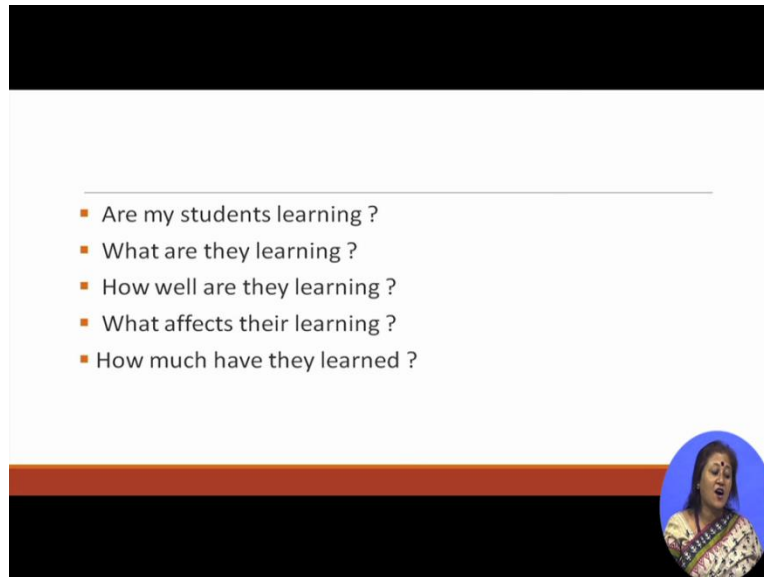 Are my students learning ?
What are they learning ?
How well are they learning ?
What affects their learning ?
How much have they learned ?